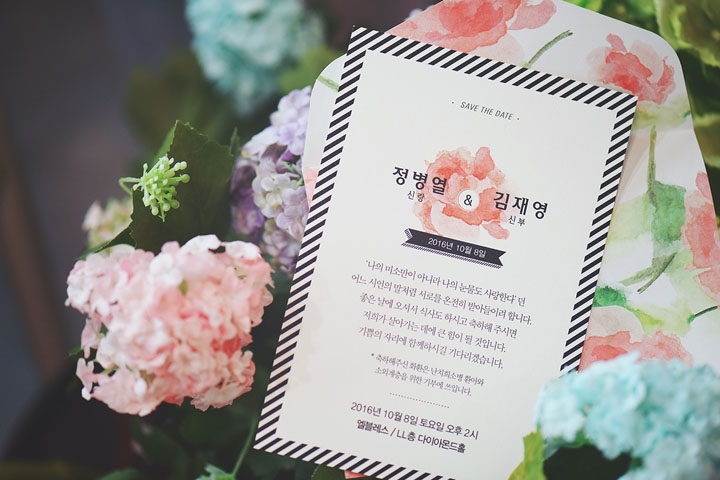 · SAVE THE DATE ·
정병열 & 김재영
신랑 신부
2016년 10월 8일
'나의 미소만이 아니라 나의 눈물도 사랑한다' 던
어느 시인의 말처럼 서로를 온전히 받아들이려 합니다.
좋은 날에 오셔서 식사도 하시고 축하해 주시면
저희가 살아가는 데에 큰 힘이 될 것입니다.
기쁨의 자리에 함께하시길 기다리겠습니다.
* 축하해주신 화환은 난치희소병 환아와
소외계층을 위한 기부에 쓰입니다.
2016년 10월 8일 토요일 오후 2시
엘블레스 / LL층 다이아몬드홀